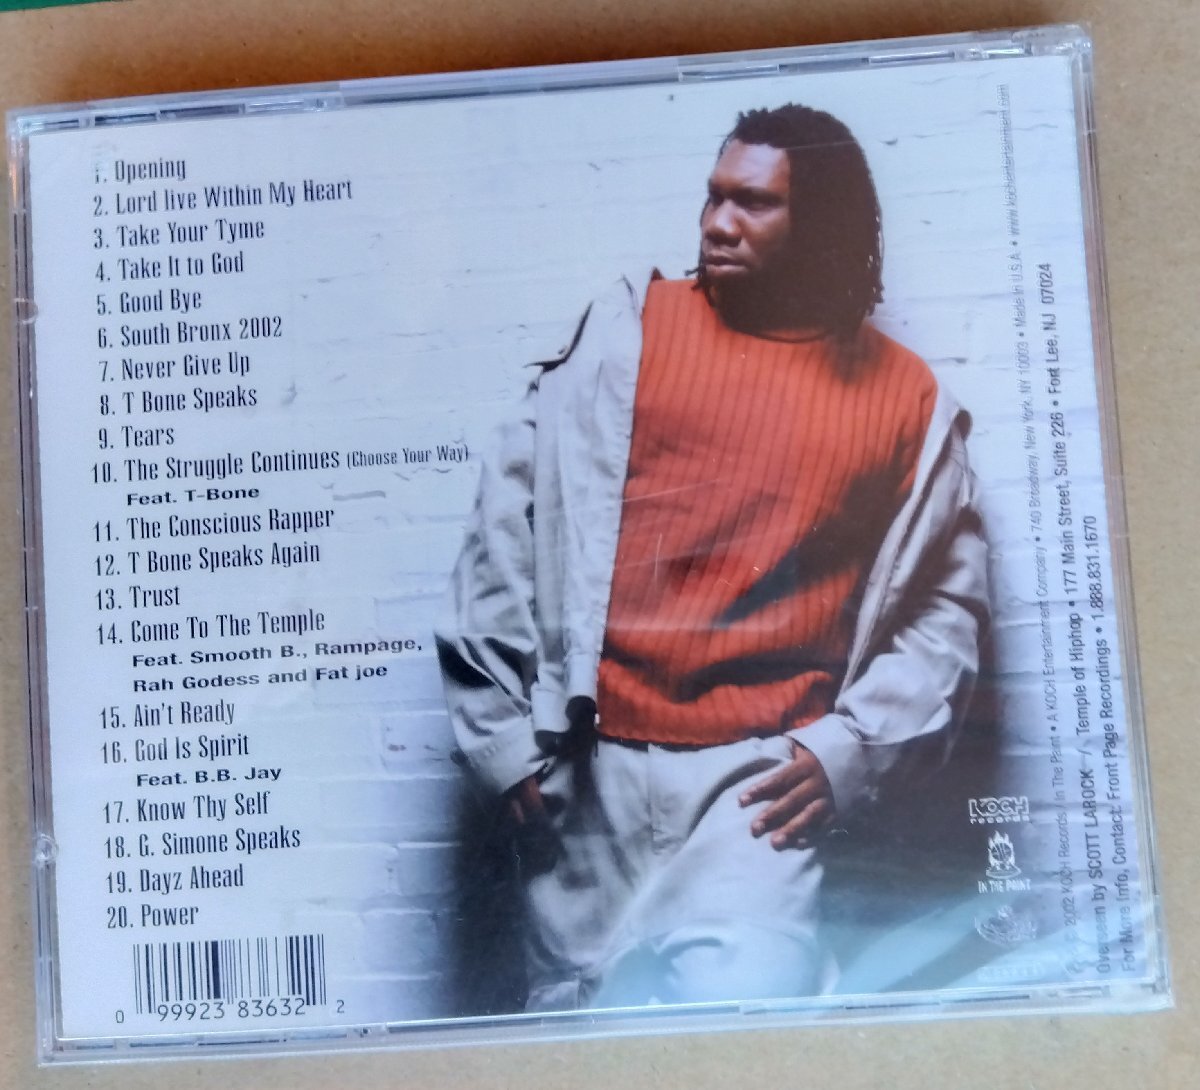 1. Opening
2. Lord live Within My Heart
3. Take Your Tyme
4. Take It to God
5. Good Bye
6. South Bronx 2002
7. Never Give Up
8. T Bone Speaks
9. Tears
10. The Struggle Continues (Choose Your Way)
Feat. T-Bone
11. The Conscious Rapper
12. T Bone Speaks Again
13. Trust
14. Come To The Temple
Feat. Smooth B., Rampage,
Rah Godess and Fat joe
15. Ain't Ready
16. God Is Spirit
Feat. B.B. Jay
17. Know Thy Self
18. G. Simone Speaks
19. Dayz Ahead
20. Power
0 99923 83632 2
KOCH
RECORDS
IN THE PAINT
2002 KOCH Records / In The Paint • A KOCH Entertainment Company • 740 Broadway, New York, NY 10003 • Made In U.S.A • www.kochentertainment.com
Overseen by SCOTT LAROCK / Temple of Hiphop • 177 Main Street, Suite 226 • Fort Lee, NJ 07024
For More Info, Contact: Front Page Recordings • 1.888.831.1670